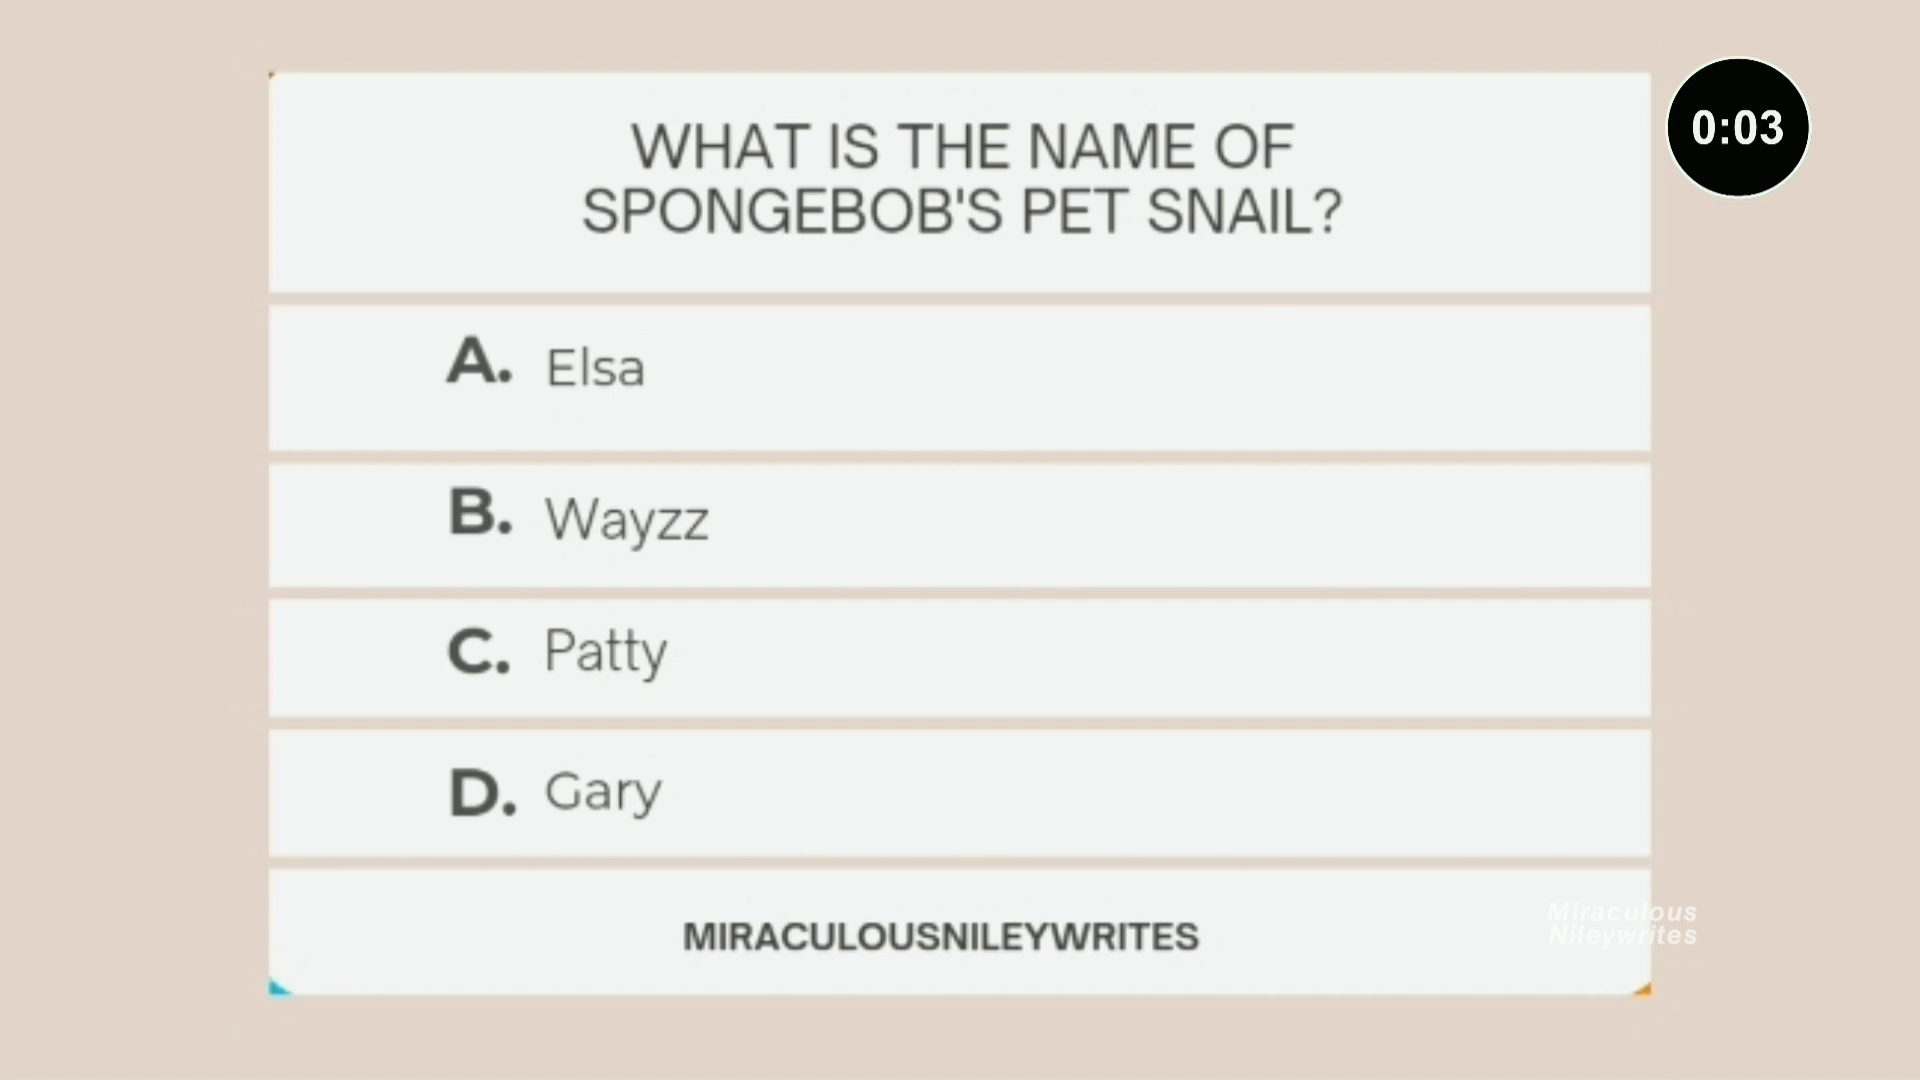 WHAT IS THE NAME OF
SPONGEBOB'S PET SNAIL?
0:03
A. Elsa
B. Wayzz
C. Patty
D. Gary
MIRACULOUSNILEYWRITES
Miraculous
Nileywrites